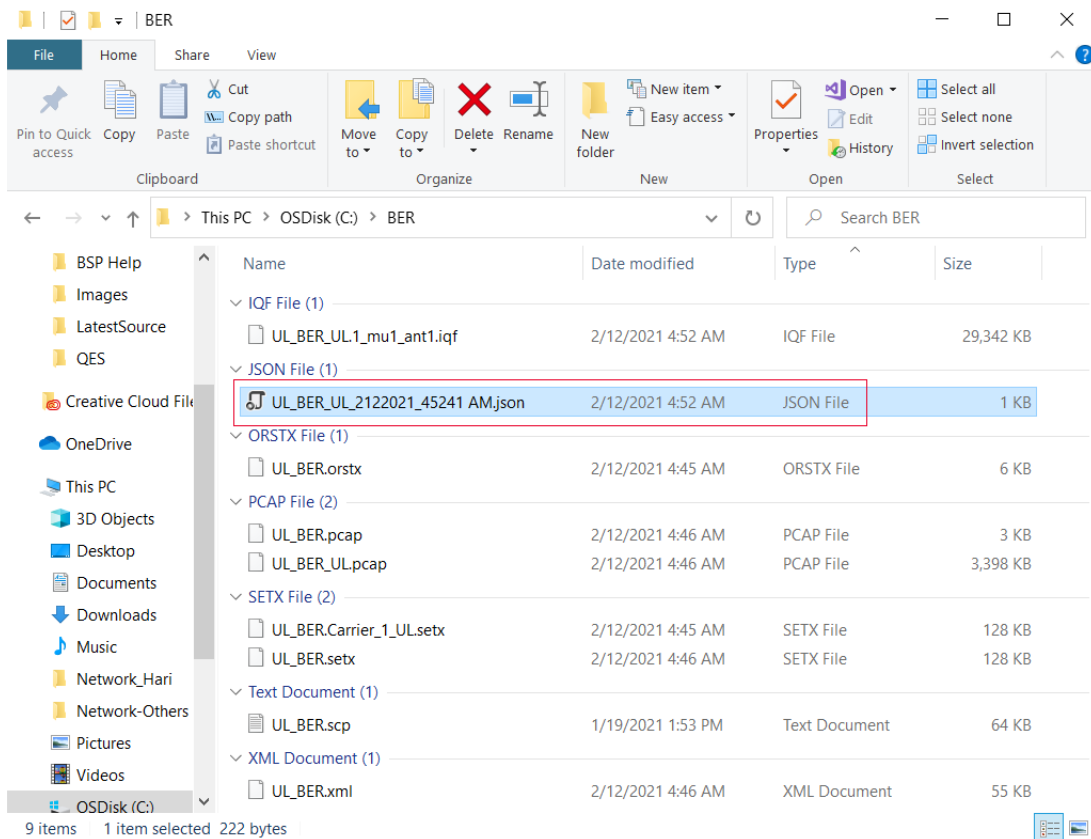 BER
File Home Share View
Pin to Quick access
Copy
Paste
Cut
Copy path
Paste shortcut
Clipboard
Move to
Copy to
Delete
Rename
Organize
New folder
New item
Easy access
New
Properties
Open
Edit
History
Open
Select all
Select none
Invert selection
Select
This PC > OSDisk (C:) > BER
Search BER
BSP Help
Images
LatestSource
QES
Creative Cloud File
OneDrive
This PC
3D Objects
Desktop
Documents
Downloads
Music
Network_Hari
Network-Others
Pictures
Videos
OSDisk (C:)
Name Date modified Type Size
IQF File (1)
UL_BER_UL.1_mu1_ant1.iqf 2/12/2021 4:52 AM IQF File 29,342 KB
JSON File (1)
UL_BER_UL_2122021_45241 AM.json 2/12/2021 4:52 AM JSON File 1 KB
ORSTX File (1)
UL_BER.orstx 2/12/2021 4:45 AM ORSTX File 6 KB
PCAP File (2)
UL_BER.pcap 2/12/2021 4:46 AM PCAP File 3 KB
UL_BER_UL.pcap 2/12/2021 4:46 AM PCAP File 3,398 KB
SETX File (2)
UL_BER.Carrier_1_UL.setx 2/12/2021 4:45 AM SETX File 128 KB
UL_BER.setx 2/12/2021 4:46 AM SETX File 128 KB
Text Document (1)
UL_BER.scp 1/19/2021 1:53 PM Text Document 64 KB
XML Document (1)
UL_BER.xml 2/12/2021 4:46 AM XML Document 55 KB
9 items 1 item selected 222 bytes